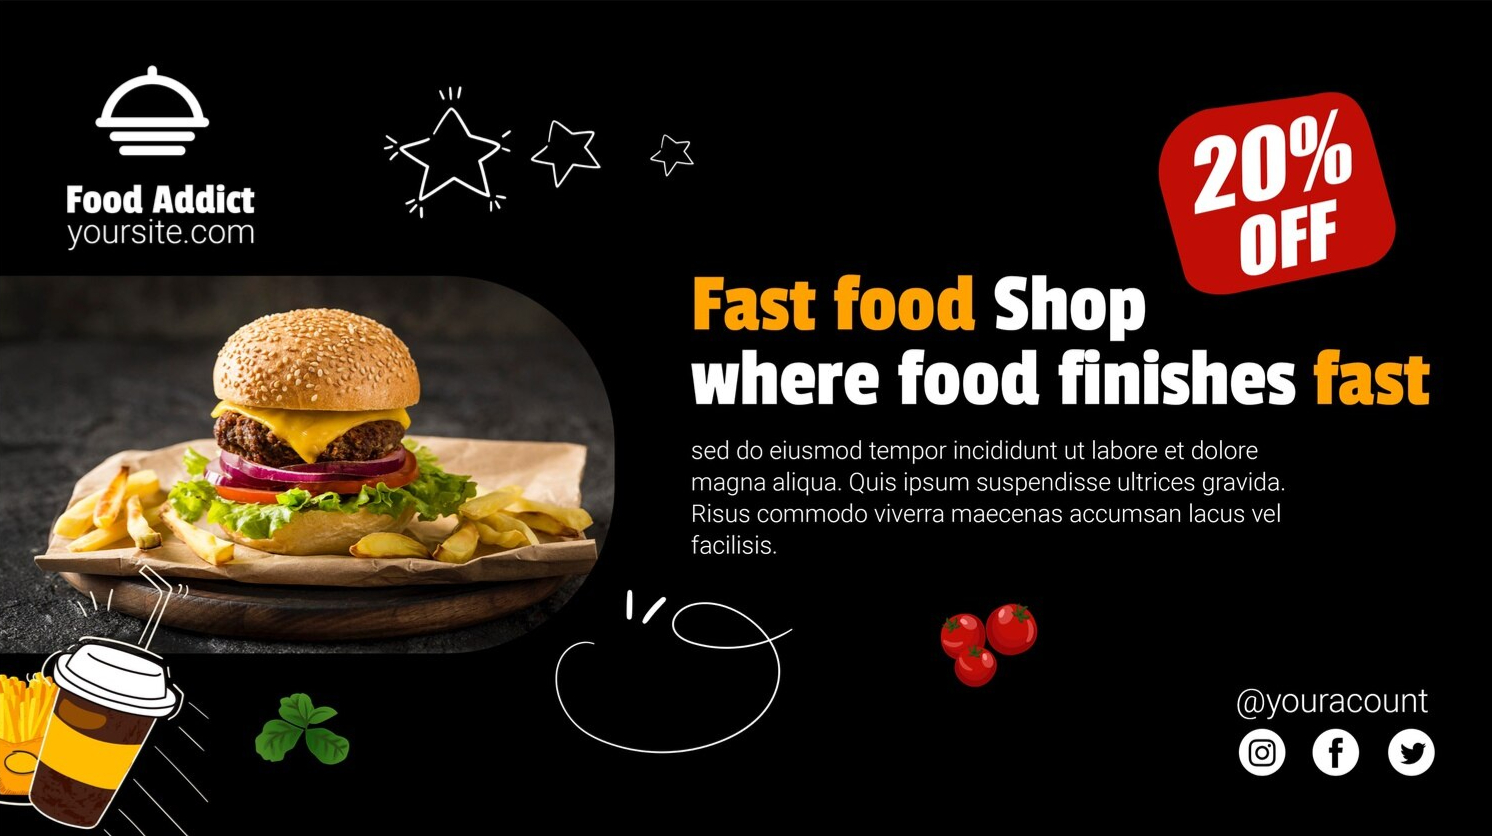 Food Addict
yoursite.com
20%
OFF
Fast food Shop
where food finishes fast
sed do eiusmod tempor incididunt ut labore et dolore
magna aliqua. Quis ipsum suspendisse ultrices gravida.
Risus commodo viverra maecenas accumsan lacus vel
facilisis.
@youracount